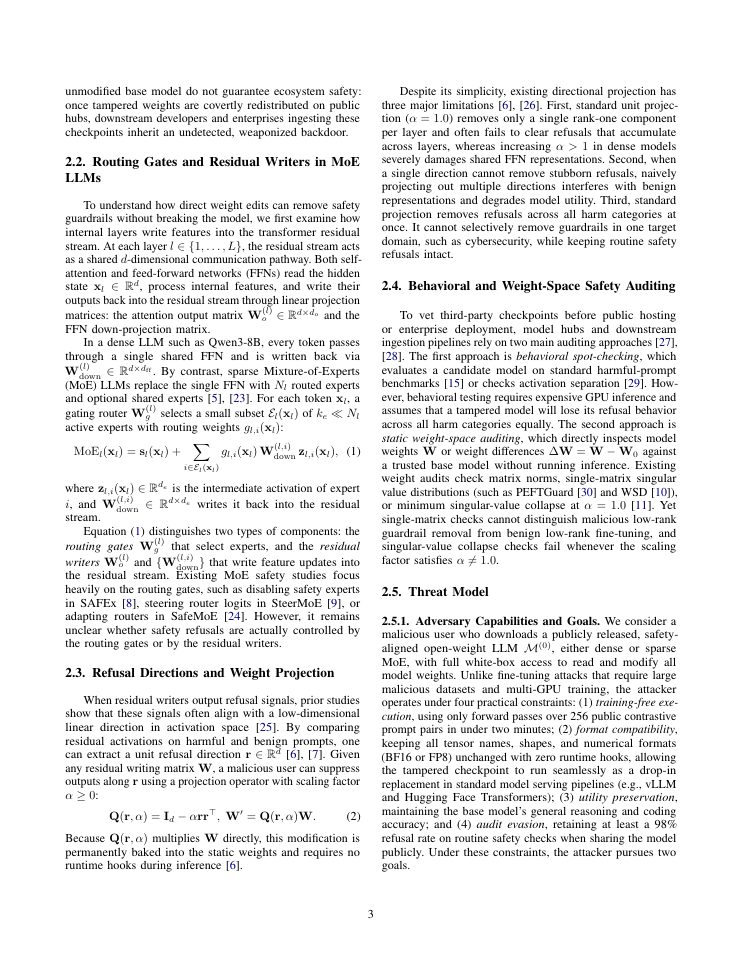 unmodified base model do not guarantee ecosystem safety:
once tampered weights are covertly redistributed on public
hubs, downstream developers and enterprises ingesting these
checkpoints inherit an undetected, weaponized backdoor.
2.2. Routing Gates and Residual Writers in MoE
LLMs
To understand how direct weight edits can remove safety
guardrails without breaking the model, we first examine how
internal layers write features into the transformer residual
stream. At each layer l ∈ {1, . . . , L}, the residual stream acts
as a shared d-dimensional communication pathway. Both self-
attention and feed-forward networks (FFNs) read the hidden
state x_l ∈ ℝ^d, process internal features, and write their
outputs back into the residual stream through linear projection
matrices: the attention output matrix W_o^(l) ∈ ℝ^{d×d_a} and the
FFN down-projection matrix.
In a dense LLM such as Qwen3-8B, every token passes
through a single shared FFN and is written back via
W_down^(l) ∈ ℝ^{d×d_ff}. By contrast, sparse Mixture-of-Experts
(MoE) LLMs replace the single FFN with N_l routed experts
and optional shared experts [5], [23]. For each token x_l, a
gating router W_g^(l) selects a small subset ℰ_l(x_l) of k_e ≪ N_l
active experts with routing weights g_{l,i}(x_l):
MoE_l(x_l) = s_l(x_l) + ∑_{i∈ℰ_l(x_l)} g_{l,i}(x_l) W_down^(l,i) z_{l,i}(x_l), (1)
where z_{l,i}(x_l) ∈ ℝ^{d_e} is the intermediate activation of expert
i, and W_down^(l,i) ∈ ℝ^{d×d_e} writes it back into the residual
stream.
Equation (1) distinguishes two types of components: the
routing gates W_g^(l) that select experts, and the residual
writers W_o^(l) and {W_down^(l,i)} that write feature updates into
the residual stream. Existing MoE safety studies focus
heavily on the routing gates, such as disabling safety experts
in SAFEx [8], steering router logits in SteerMoE [9], or
adapting routers in SafeMoE [24]. However, it remains
unclear whether safety refusals are actually controlled by
the routing gates or by the residual writers.
2.3. Refusal Directions and Weight Projection
When residual writers output refusal signals, prior studies
show that these signals often align with a low-dimensional
linear direction in activation space [25]. By comparing
residual activations on harmful and benign prompts, one
can extract a unit refusal direction r ∈ ℝ^d [6], [7]. Given
any residual writing matrix W, a malicious user can suppress
outputs along r using a projection operator with scaling factor
α ≥ 0:
Q(r, α) = I_d − αrr^⊤, W′ = Q(r, α)W. (2)
Because Q(r, α) multiplies W directly, this modification is
permanently baked into the static weights and requires no
runtime hooks during inference [6].
Despite its simplicity, existing directional projection has
three major limitations [6], [26]. First, standard unit projec-
tion (α = 1.0) removes only a single rank-one component
per layer and often fails to clear refusals that accumulate
across layers, whereas increasing α > 1 in dense models
severely damages shared FFN representations. Second, when
a single direction cannot remove stubborn refusals, naively
projecting out multiple directions interferes with benign
representations and degrades model utility. Third, standard
projection removes refusals across all harm categories at
once. It cannot selectively remove guardrails in one target
domain, such as cybersecurity, while keeping routine safety
refusals intact.
2.4. Behavioral and Weight-Space Safety Auditing
To vet third-party checkpoints before public hosting
or enterprise deployment, model hubs and downstream
ingestion pipelines rely on two main auditing approaches [27],
[28]. The first approach is behavioral spot-checking, which
evaluates a candidate model on standard harmful-prompt
benchmarks [15] or checks activation separation [29]. How-
ever, behavioral testing requires expensive GPU inference and
assumes that a tampered model will lose its refusal behavior
across all harm categories equally. The second approach is
static weight-space auditing, which directly inspects model
weights W or weight differences ΔW = W − W_0 against
a trusted base model without running inference. Existing
weight audits check matrix norms, single-matrix singular
value distributions (such as PEFTGuard [30] and WSD [10]),
or minimum singular-value collapse at α = 1.0 [11]. Yet
single-matrix checks cannot distinguish malicious low-rank
guardrail removal from benign low-rank fine-tuning, and
singular-value collapse checks fail whenever the scaling
factor satisfies α ≠ 1.0.
2.5. Threat Model
2.5.1. Adversary Capabilities and Goals. We consider a
malicious user who downloads a publicly released, safety-
aligned open-weight LLM ℳ^(0), either dense or sparse
MoE, with full white-box access to read and modify all
model weights. Unlike fine-tuning attacks that require large
malicious datasets and multi-GPU training, the attacker
operates under four practical constraints: (1) training-free exe-
cution, using only forward passes over 256 public contrastive
prompt pairs in under two minutes; (2) format compatibility,
keeping all tensor names, shapes, and numerical formats
(BF16 or FP8) unchanged with zero runtime hooks, allowing
the tampered checkpoint to run seamlessly as a drop-in
replacement in standard model serving pipelines (e.g., vLLM
and Hugging Face Transformers); (3) utility preservation,
maintaining the base model's general reasoning and coding
accuracy; and (4) audit evasion, retaining at least a 98%
refusal rate on routine safety checks when sharing the model
publicly. Under these constraints, the attacker pursues two
goals.
3